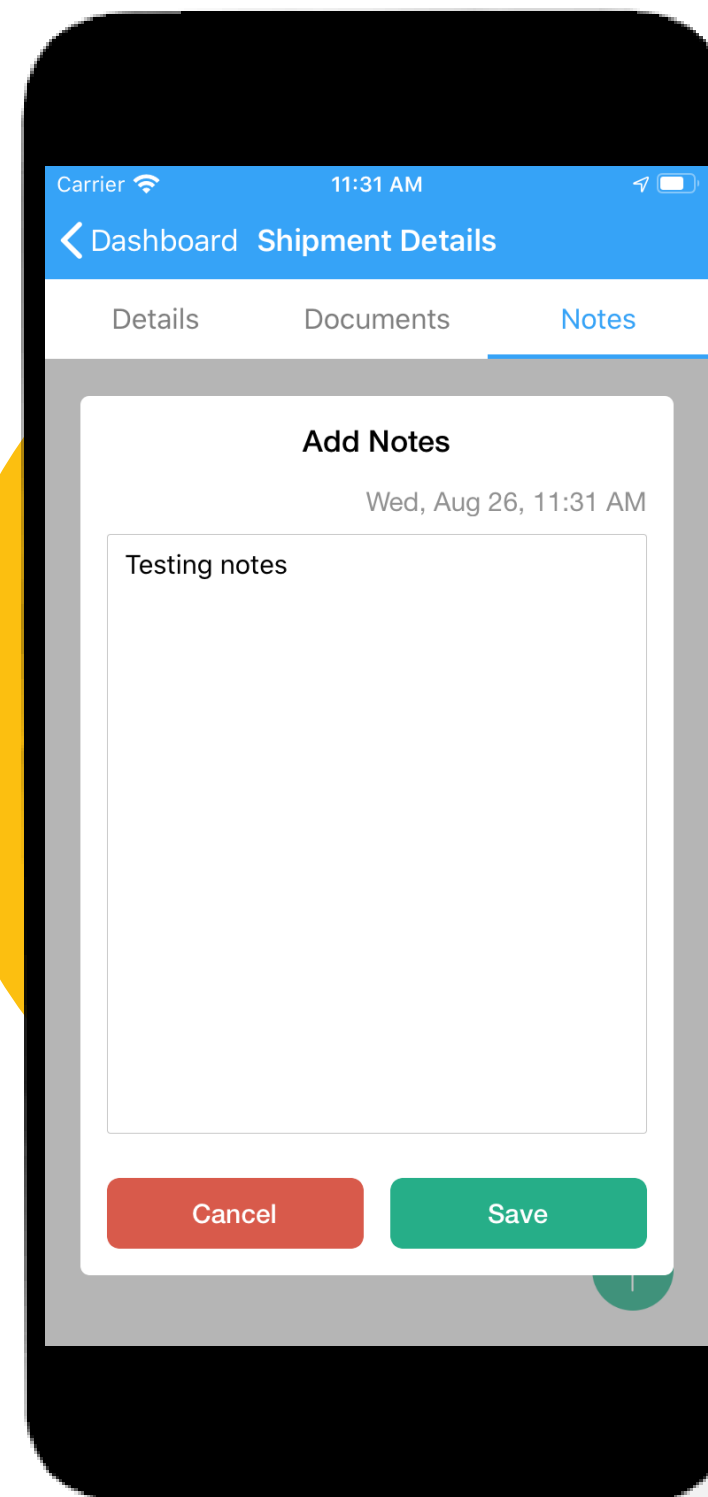 Carrier 11:31 AM
Dashboard Shipment Details
Details Documents Notes
Add Notes
Wed, Aug 26, 11:31 AM
Testing notes
Cancel Save